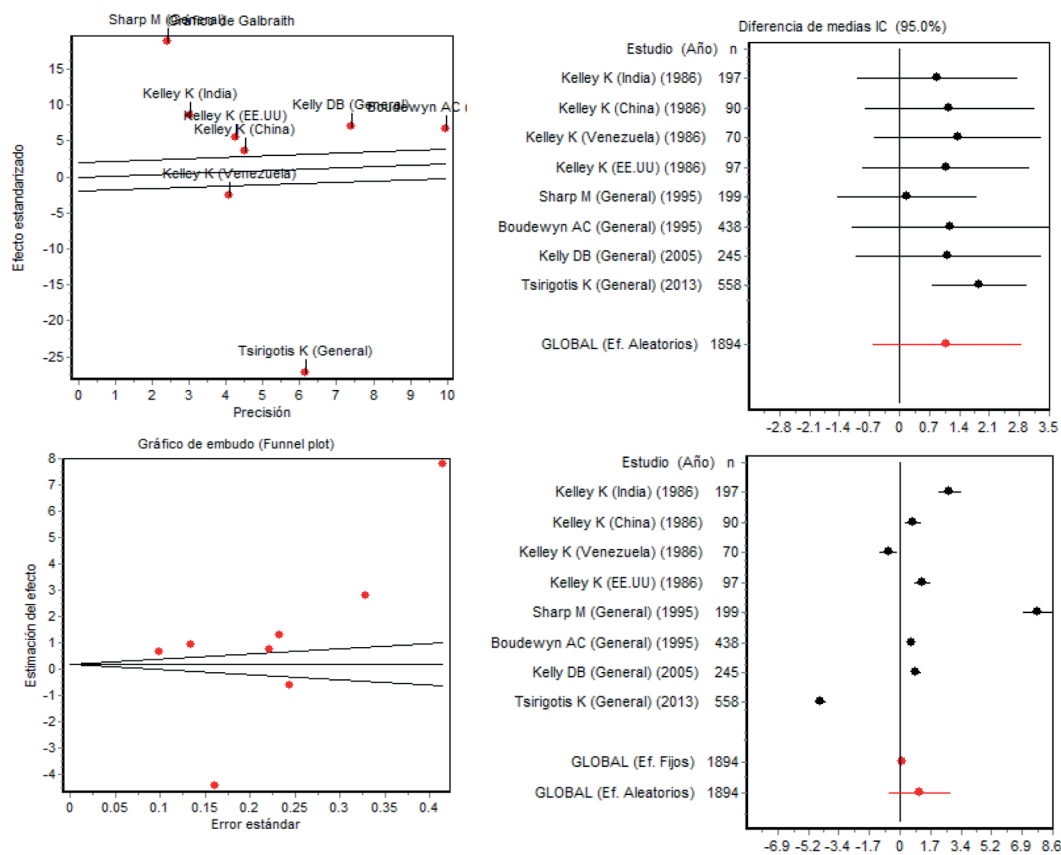 Sharp M (General)
Gráfico de Galbraith
Kelley K (India)
Kelley K (EE.UU)
Kelley K (China)
Kelly DB (General)
Boudewyn AC (
Kelley K (Venezuela)
Tsirigotis K (General)
Efecto estandarizado
15
10
5
0
-5
-10
-15
-20
-25
0 1 2 3 4 5 6 7 8 9 10
Precisión
Diferencia de medias IC (95.0%)
Estudio (Año) n
Kelley K (India) (1986) 197
Kelley K (China) (1986) 90
Kelley K (Venezuela) (1986) 70
Kelley K (EE.UU) (1986) 97
Sharp M (General) (1995) 199
Boudewyn AC (General) (1995) 438
Kelly DB (General) (2005) 245
Tsirigotis K (General) (2013) 558
GLOBAL (Ef. Aleatorios) 1894
-2.8 -2.1 -1.4 -0.7 0 0.7 1.4 2.1 2.8 3.5
Gráfico de embudo (Funnel plot)
Estimación del efecto
8
7
6
5
4
3
2
1
0
-1
-2
-3
-4
0 0.05 0.1 0.15 0.2 0.25 0.3 0.35 0.4
Error estándar
Estudio (Año) n
Kelley K (India) (1986) 197
Kelley K (China) (1986) 90
Kelley K (Venezuela) (1986) 70
Kelley K (EE.UU) (1986) 97
Sharp M (General) (1995) 199
Boudewyn AC (General) (1995) 438
Kelly DB (General) (2005) 245
Tsirigotis K (General) (2013) 558
GLOBAL (Ef. Fijos) 1894
GLOBAL (Ef. Aleatorios) 1894
-6.9 -5.2 -3.4 -1.7 0 1.7 3.4 5.2 6.9 8.6